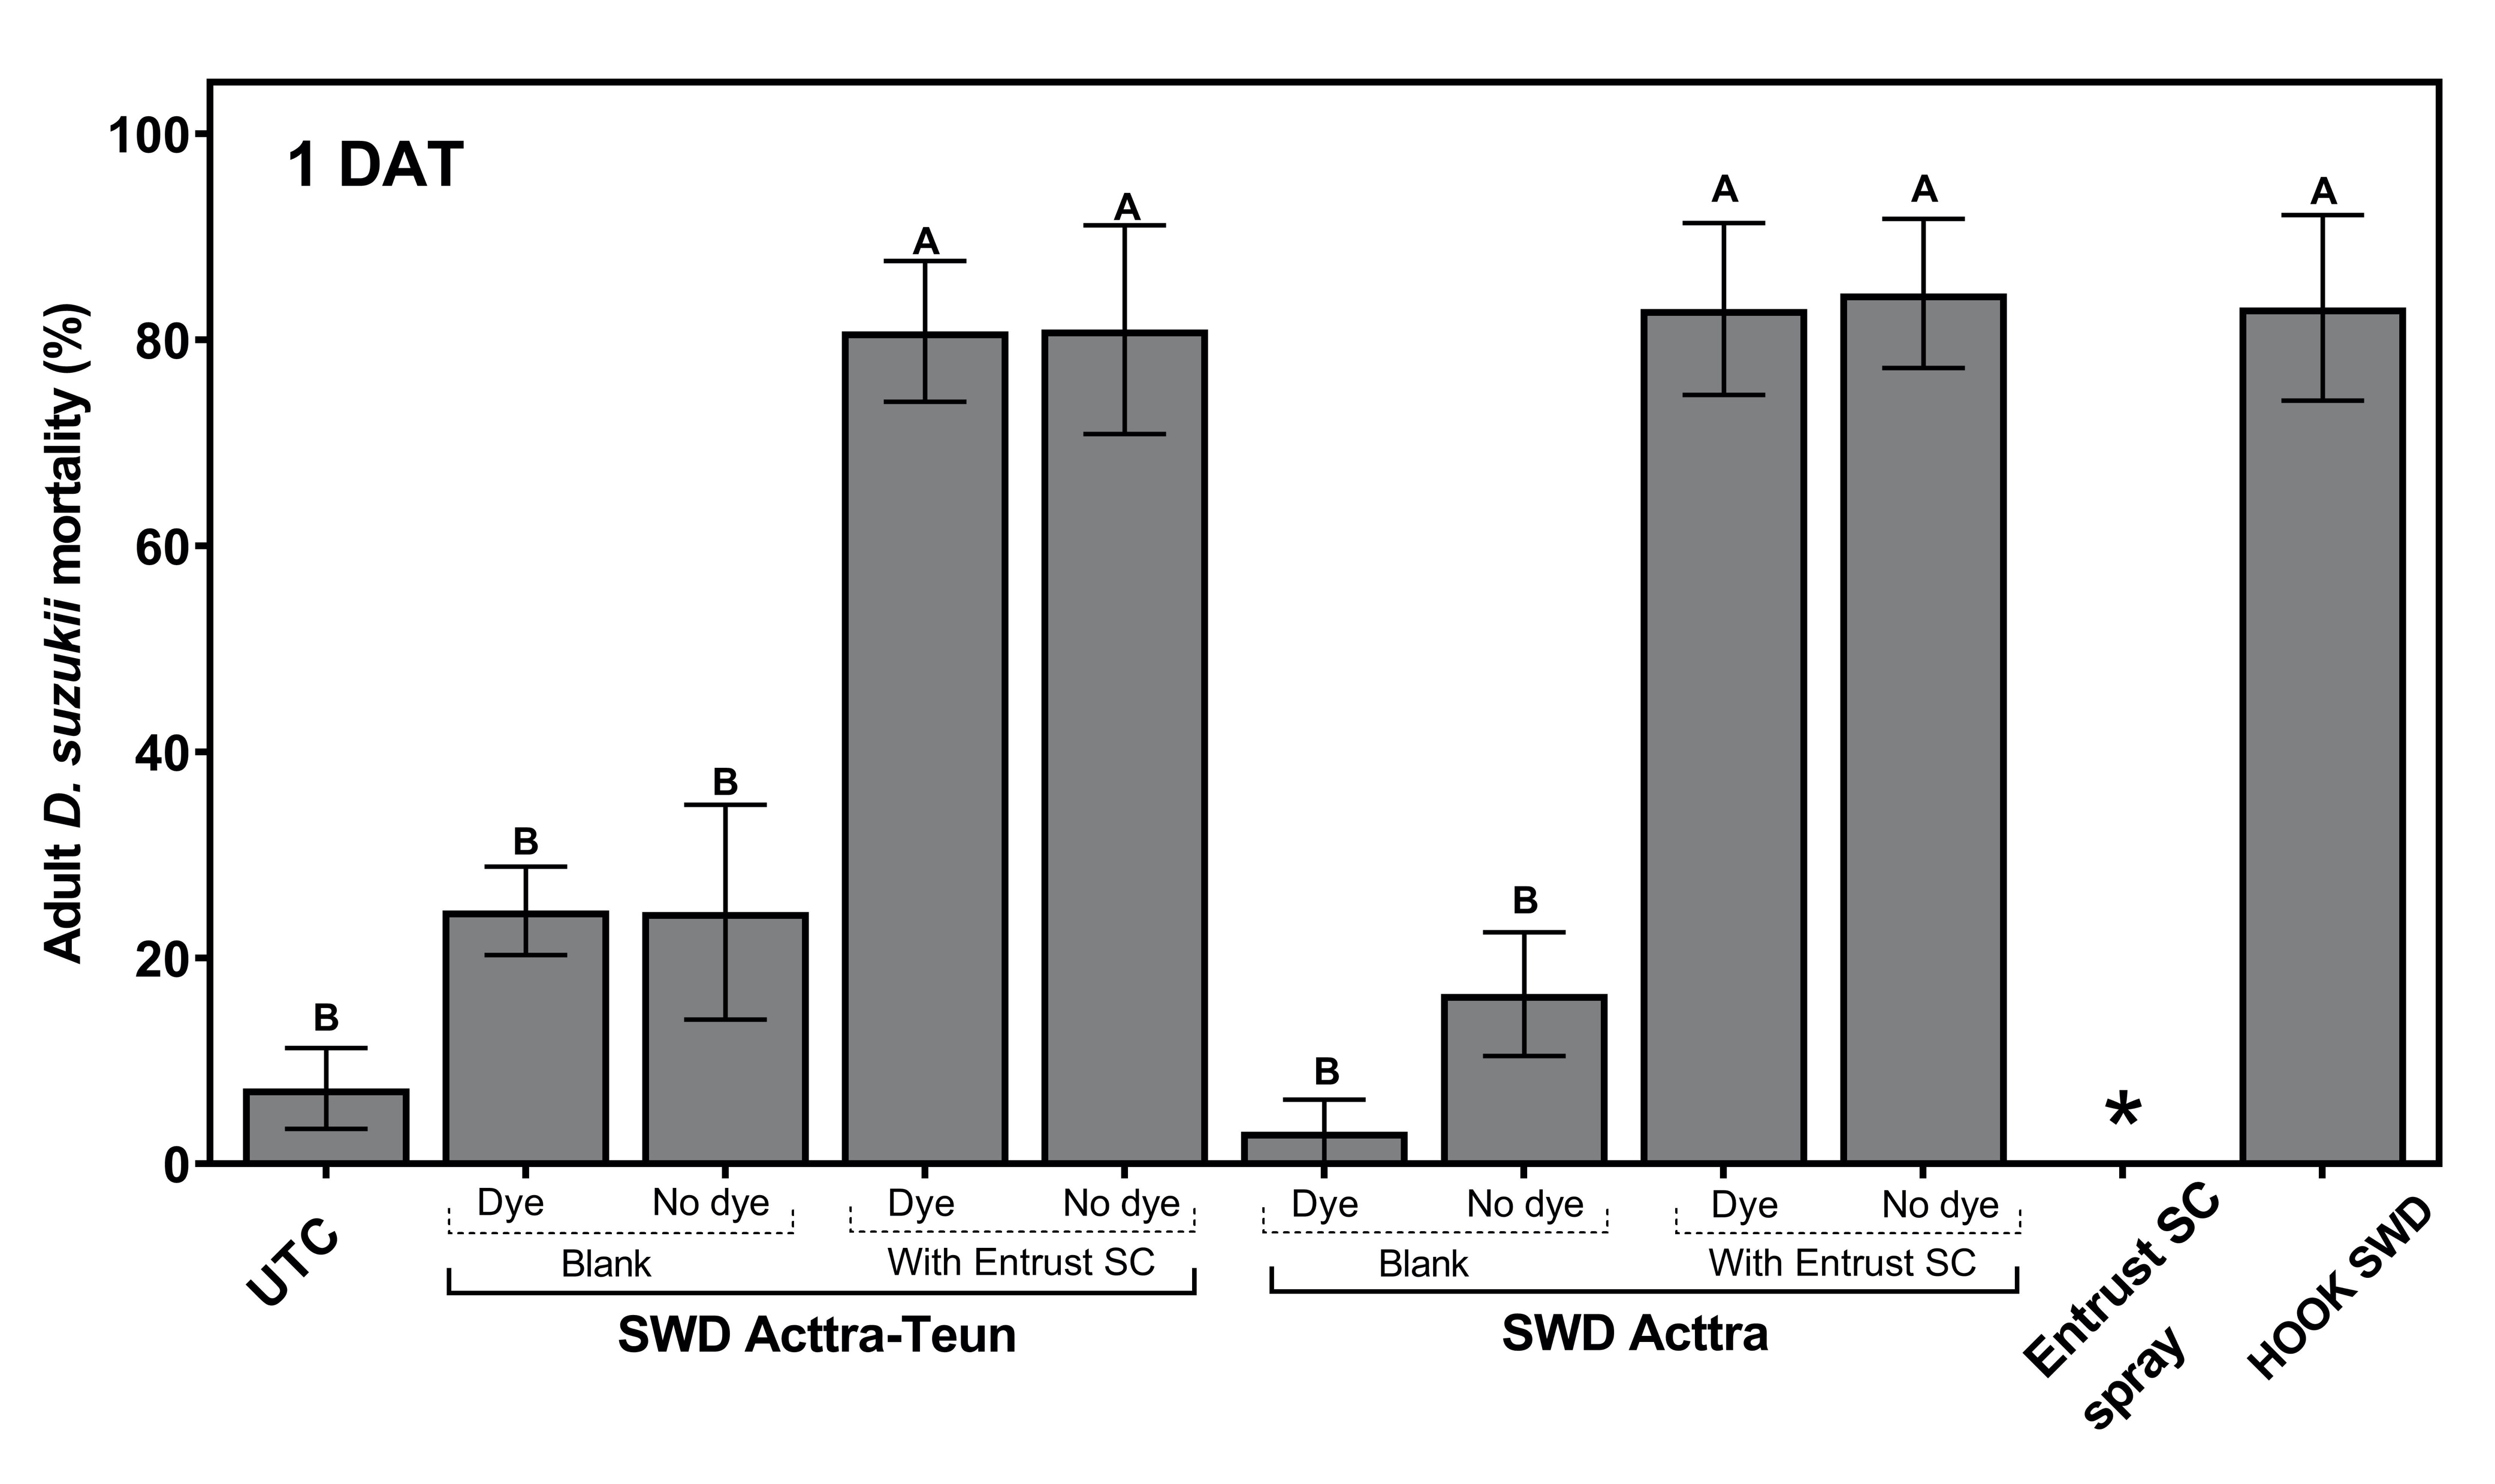 1 DAT
Adult D. suzukii mortality (%)
100
80
60
40
20
0
B
B
B
A
A
B
B
A
A
*
A
UTC
Dye
No dye
Dye
No dye
Dye
No dye
Dye
No dye
Blank
With Entrust SC
Blank
With Entrust SC
SWD Acttra-Teun
SWD Acttra
Entrust SC
spray
HOOK SWD